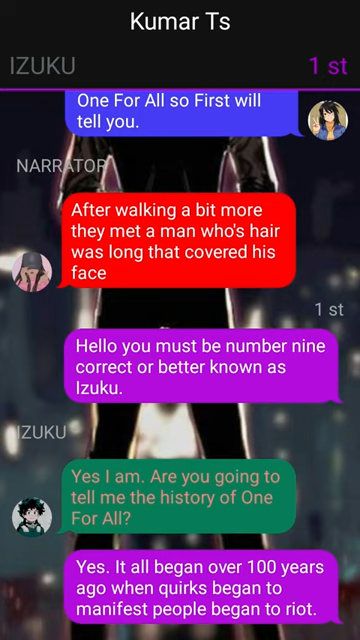 Kumar Ts
IZUKU
1 st
One For All so First will
tell you.
NARRATOR
After walking a bit more
they met a man who's hair
was long that covered his
face
1 st
Hello you must be number nine
correct or better known as
Izuku.
IZUKU
Yes I am. Are you going to
tell me the history of One
For All?
Yes. It all began over 100 years
ago when quirks began to
manifest people began to riot.